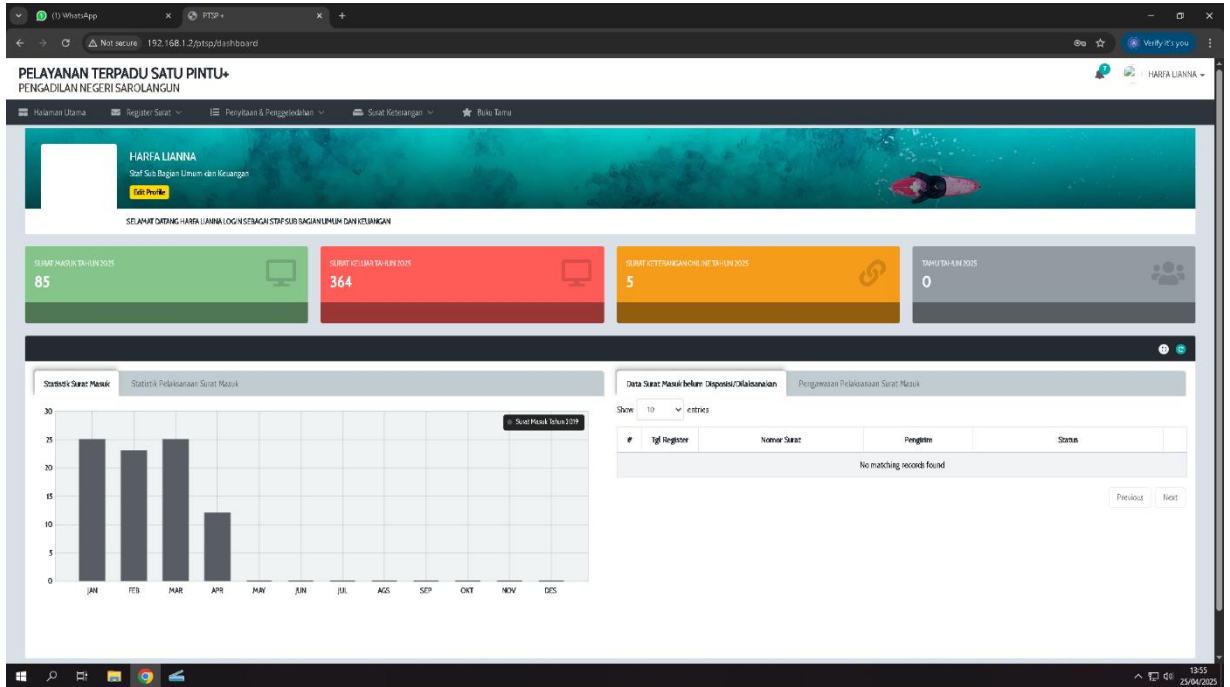 (1) WhatsApp
PTSP+
Not secure 192.168.1.2/ptsp/dashboard
Verify it's you
PELAYANAN TERPADU SATU PINTU+
PENGADILAN NEGERI SAROLANGUN
7
HARFA LIANNA
Halaman Utama Register Surat Penyitaan & Penggeledahan Surat Keterangan Buku Tamu
HARFA LIANNA
Staf Sub Bagian Umum dan Keuangan
Edit Profile
SELAMAT DATANG HARFA LIANNA LOGIN SEBAGAI STAF SUB BAGIAN UMUM DAN KEUANGAN
SURAT MASUK TAHUN 2025
85
SURAT KELUAR TAHUN 2025
364
SURAT KETERANGAN ONLINE TAHUN 2025
5
TAMU TAHUN 2025
0
Statistik Surat Masuk Statistik Pelaksanaan Surat Masuk
Surat Masuk Tahun 2019
30
25
20
15
10
5
0
JAN FEB MAR APR MAY JUN JUL AGS SEP OKT NOV DES
Data Surat Masuk belum Disposisi/Dilaksanakan Pengawasan Pelaksanaan Surat Masuk
Show 10 entries
# Tgl Register Nomor Surat Pengirim Status
No matching records found
Previous Next
13:55
25/04/2025